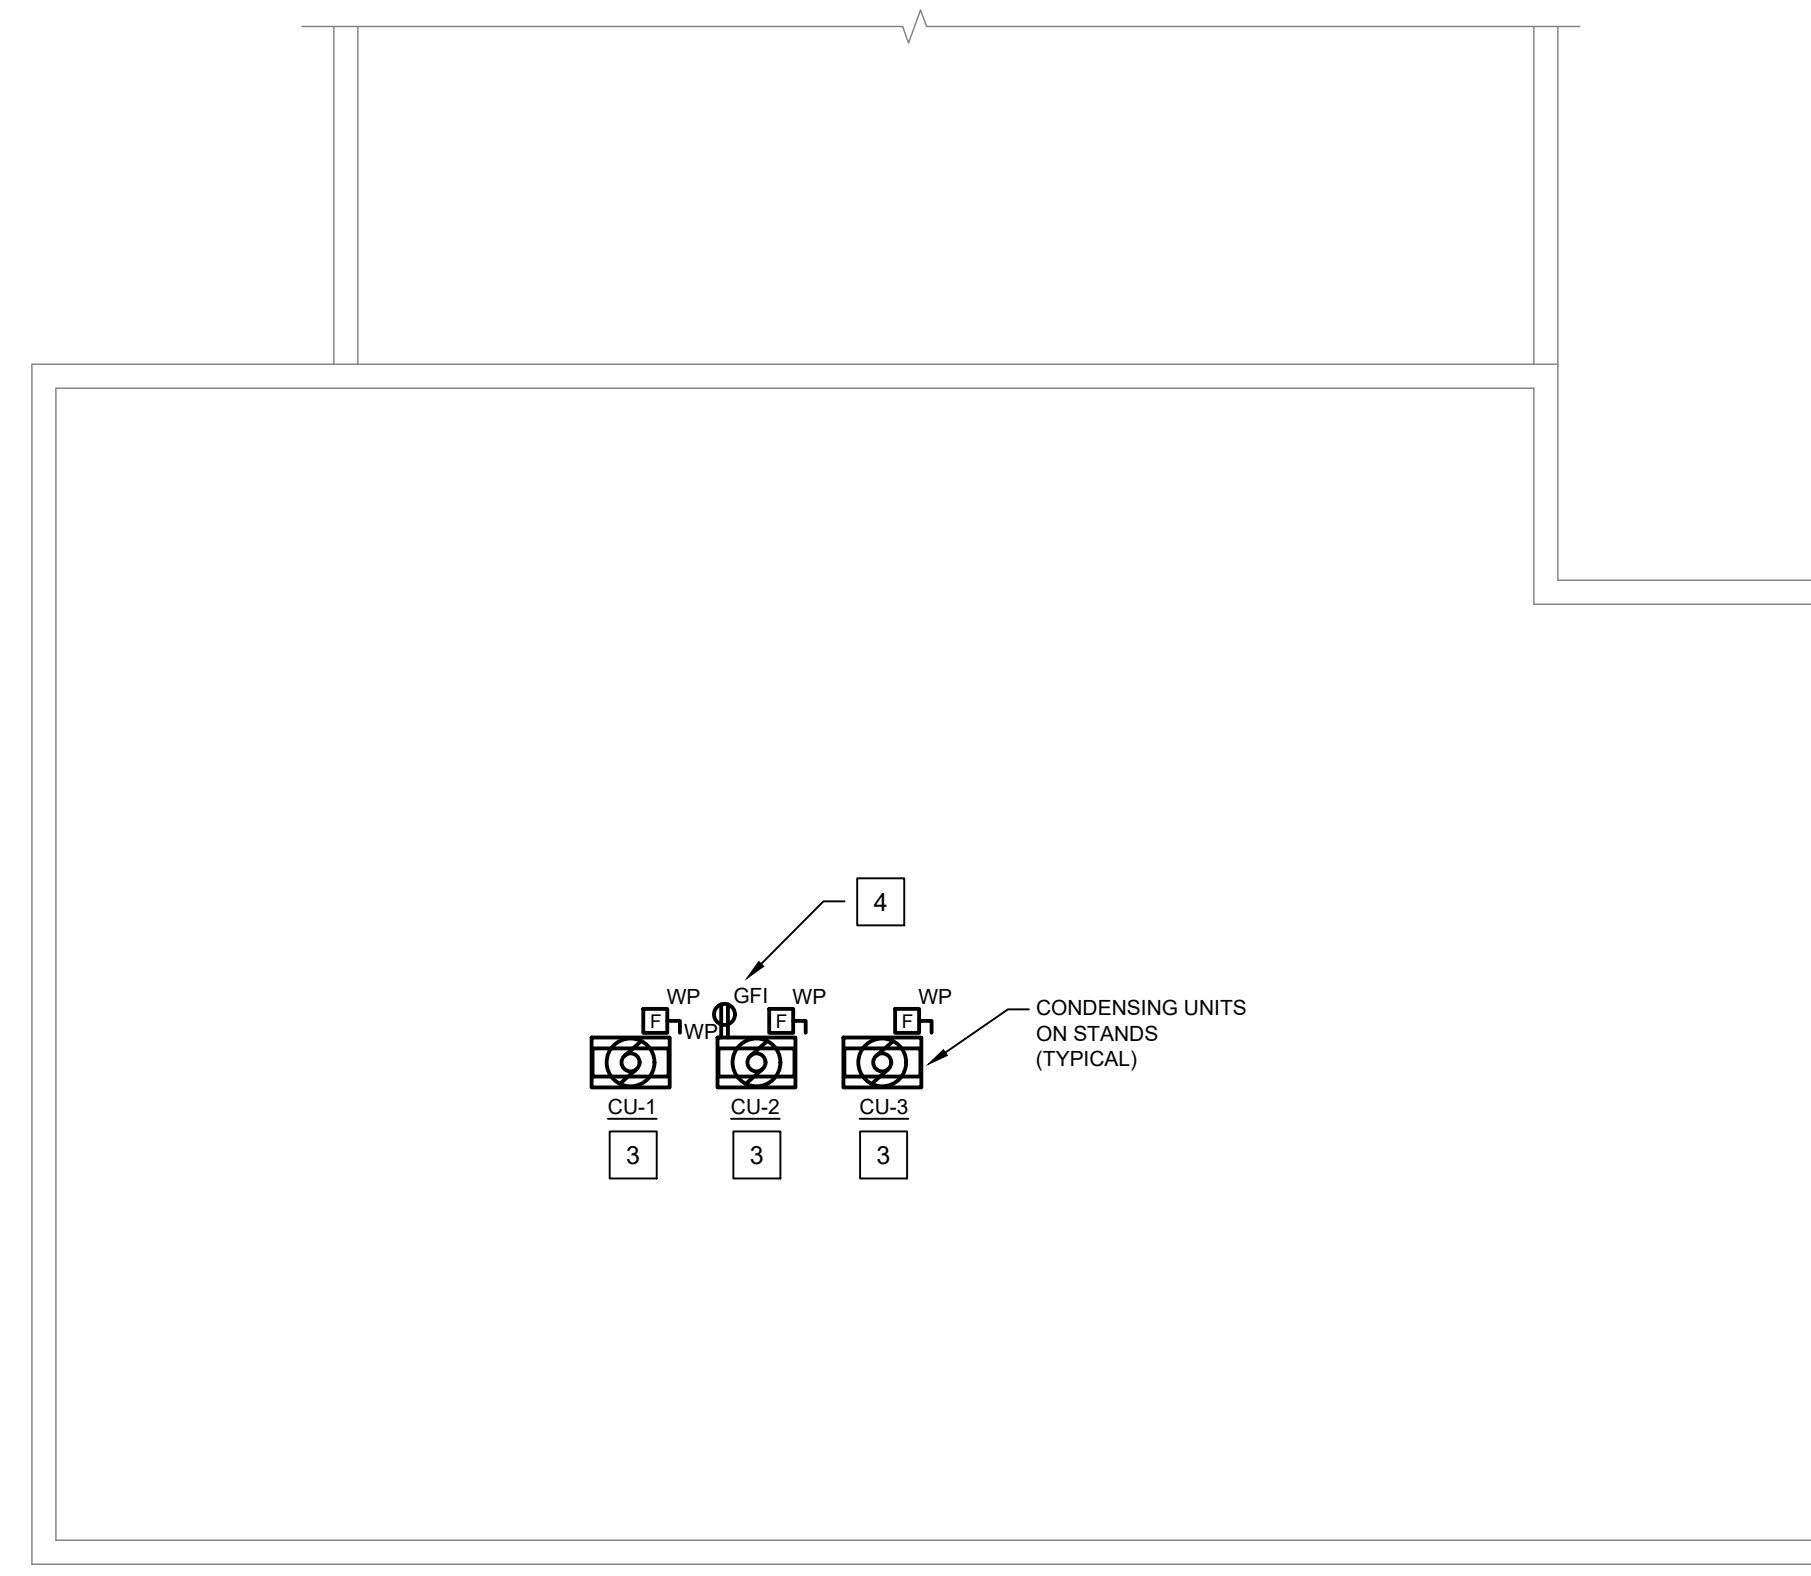 4
WP
GFI
WP
WP
F
WP
F
F
CONDENSING UNITS
ON STANDS
(TYPICAL)
CU-1
CU-2
CU-3
3
3
3